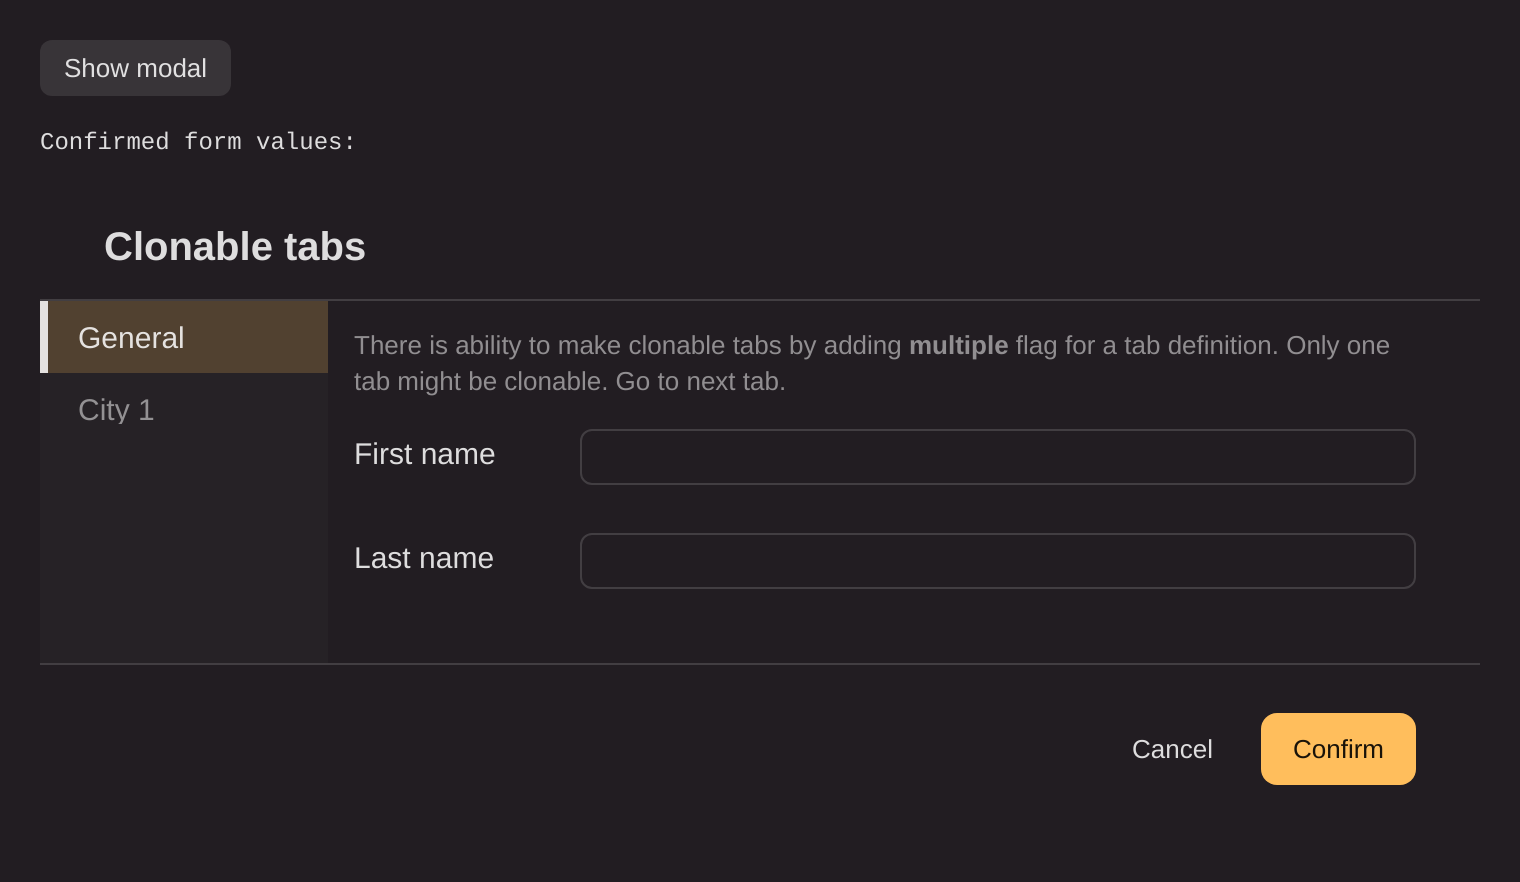 Show modal
Confirmed form values:
Clonable tabs
General
City 1
There is ability to make clonable tabs by adding multiple flag for a tab definition. Only one
tab might be clonable. Go to next tab.
First name
Last name
Cancel
Confirm